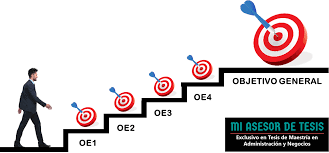 OBJETIVO GENERAL
OE4
OE3
OE2
OE1
MI ASESOR DE TESIS
Exclusivo en Tesis de Maestría en
Administración y Negocios